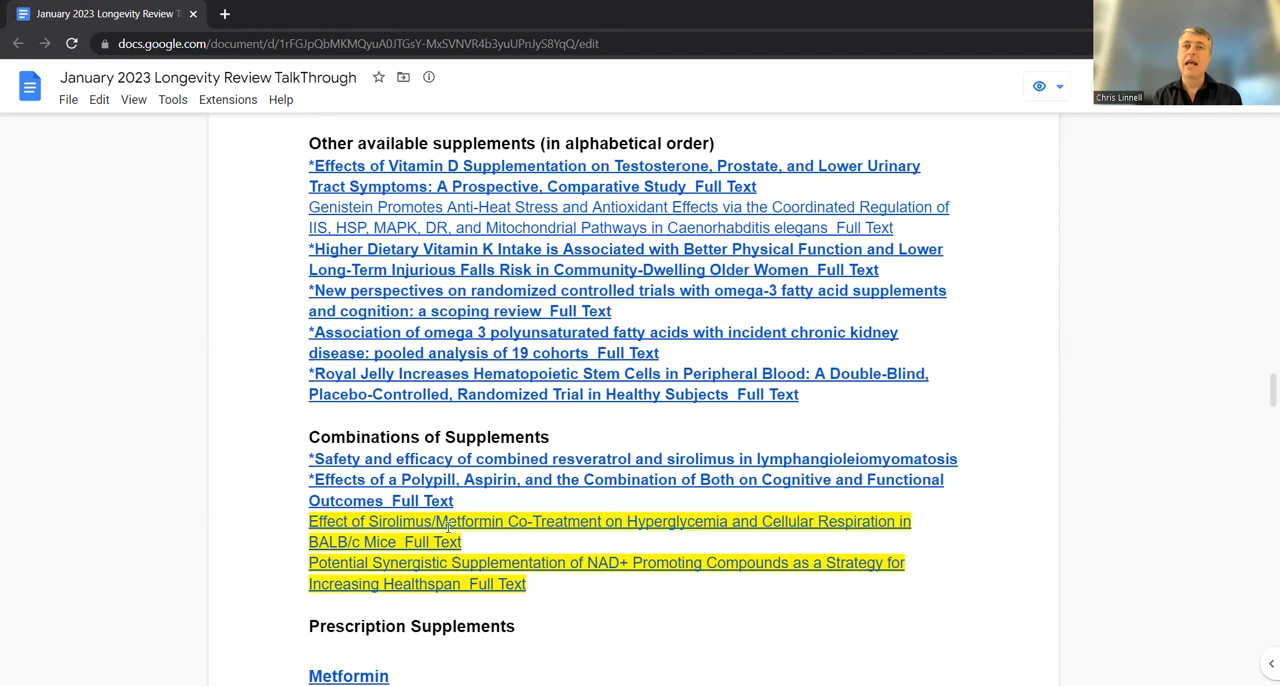 January 2023 Longevity Review T
docs.google.com/document/d/1rFGJpQbMKMQyuA0JTGsY-MxSVNVR4b3yuUPnJyS8YqQ/edit
Chris Linnell
January 2023 Longevity Review TalkThrough
File Edit View Tools Extensions Help
Other available supplements (in alphabetical order)
*Effects of Vitamin D Supplementation on Testosterone, Prostate, and Lower Urinary
Tract Symptoms: A Prospective, Comparative Study Full Text
Genistein Promotes Anti-Heat Stress and Antioxidant Effects via the Coordinated Regulation of
IIS, HSP, MAPK, DR, and Mitochondrial Pathways in Caenorhabditis elegans Full Text
*Higher Dietary Vitamin K Intake is Associated with Better Physical Function and Lower
Long-Term Injurious Falls Risk in Community-Dwelling Older Women Full Text
*New perspectives on randomized controlled trials with omega-3 fatty acid supplements
and cognition: a scoping review Full Text
*Association of omega 3 polyunsaturated fatty acids with incident chronic kidney
disease: pooled analysis of 19 cohorts Full Text
*Royal Jelly Increases Hematopoietic Stem Cells in Peripheral Blood: A Double-Blind,
Placebo-Controlled, Randomized Trial in Healthy Subjects Full Text
Combinations of Supplements
*Safety and efficacy of combined resveratrol and sirolimus in lymphangioleiomyomatosis
*Effects of a Polypill, Aspirin, and the Combination of Both on Cognitive and Functional
Outcomes Full Text
Effect of Sirolimus/Metformin Co-Treatment on Hyperglycemia and Cellular Respiration in
BALB/c Mice Full Text
Potential Synergistic Supplementation of NAD+ Promoting Compounds as a Strategy for
Increasing Healthspan Full Text
Prescription Supplements
Metformin